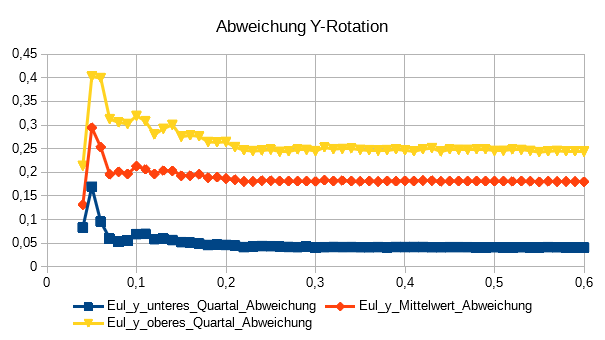 Abweichung Y-Rotation
0,45
0,4
0,35
0,3
0,25
0,2
0,15
0,1
0,05
0
0 0,1 0,2 0,3 0,4 0,5 0,6
Eul_y_unteres_Quartal_Abweichung Eul_y_Mittelwert_Abweichung
Eul_y_oberes_Quartal_Abweichung